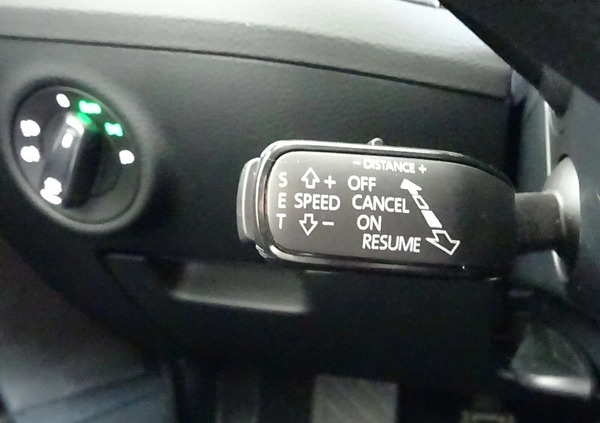 - DISTANCE +
S + OFF
E SPEED CANCEL
T - ON
RESUME